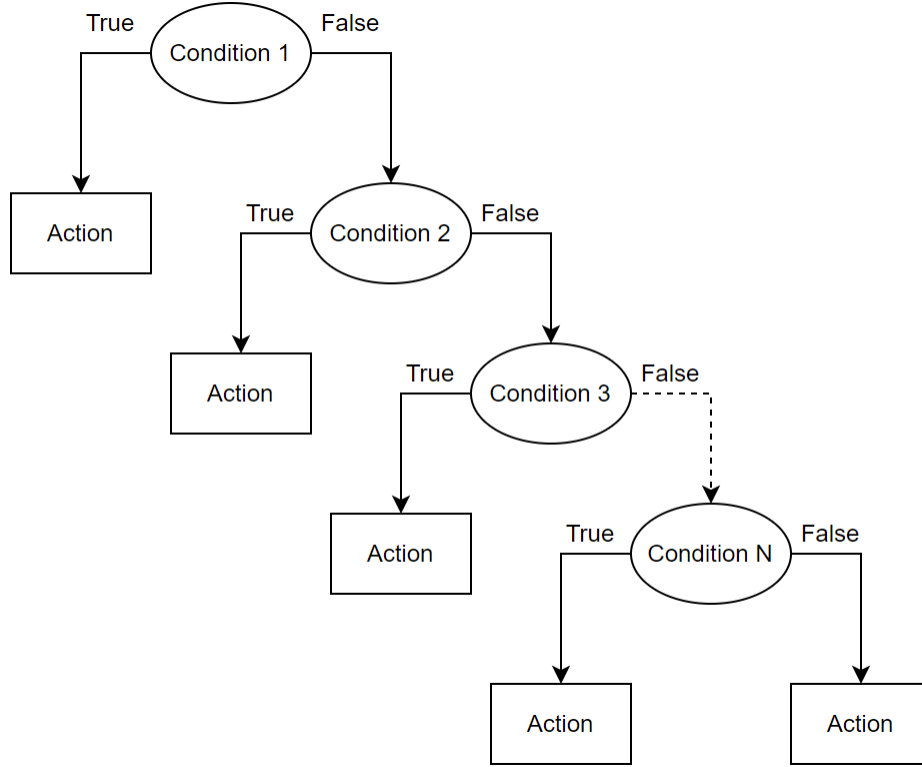 True
False
Condition 1
Action
True
False
Condition 2
Action
True
False
Condition 3
Action
True
False
Condition N
Action
Action